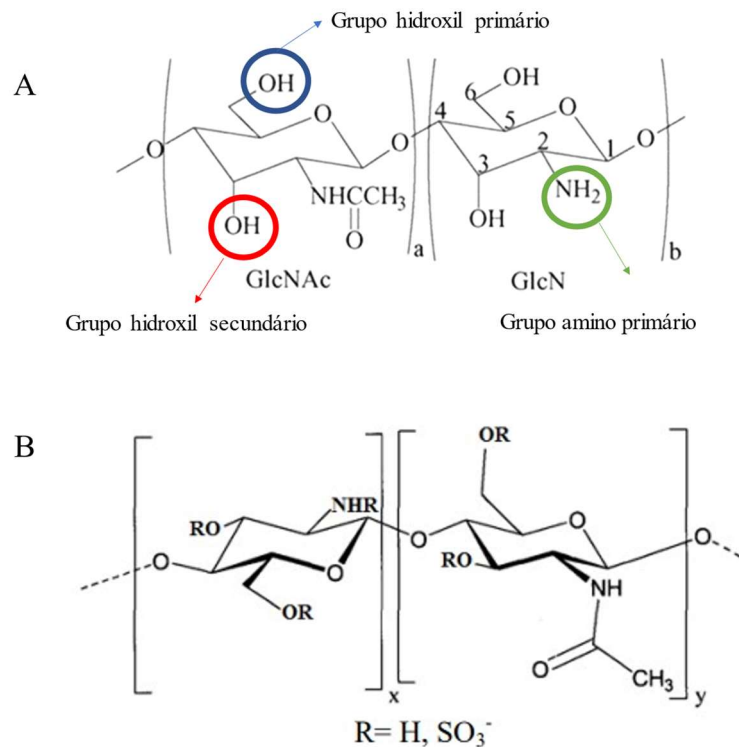 Grupo hidroxil primário
A
OH
OH
6
O
O
4
5
O
O
O
2
1
3
NHCCH₃
NH₂
OH
O
OH
a
b
GlcNAc
GlcN
Grupo hidroxil secundário
Grupo amino primário
B
OR
NHR
RO
O
O
O
RO
O
O
OR
NH
O
CH₃
x
y
R= H, SO₃⁻